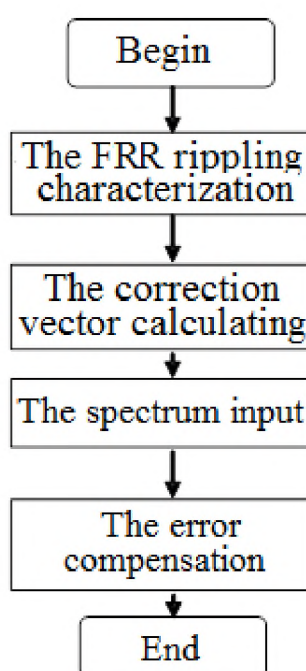 Begin
The FRR rippling
characterization
The correction
vector calculating
The spectrum input
The error
compensation
End